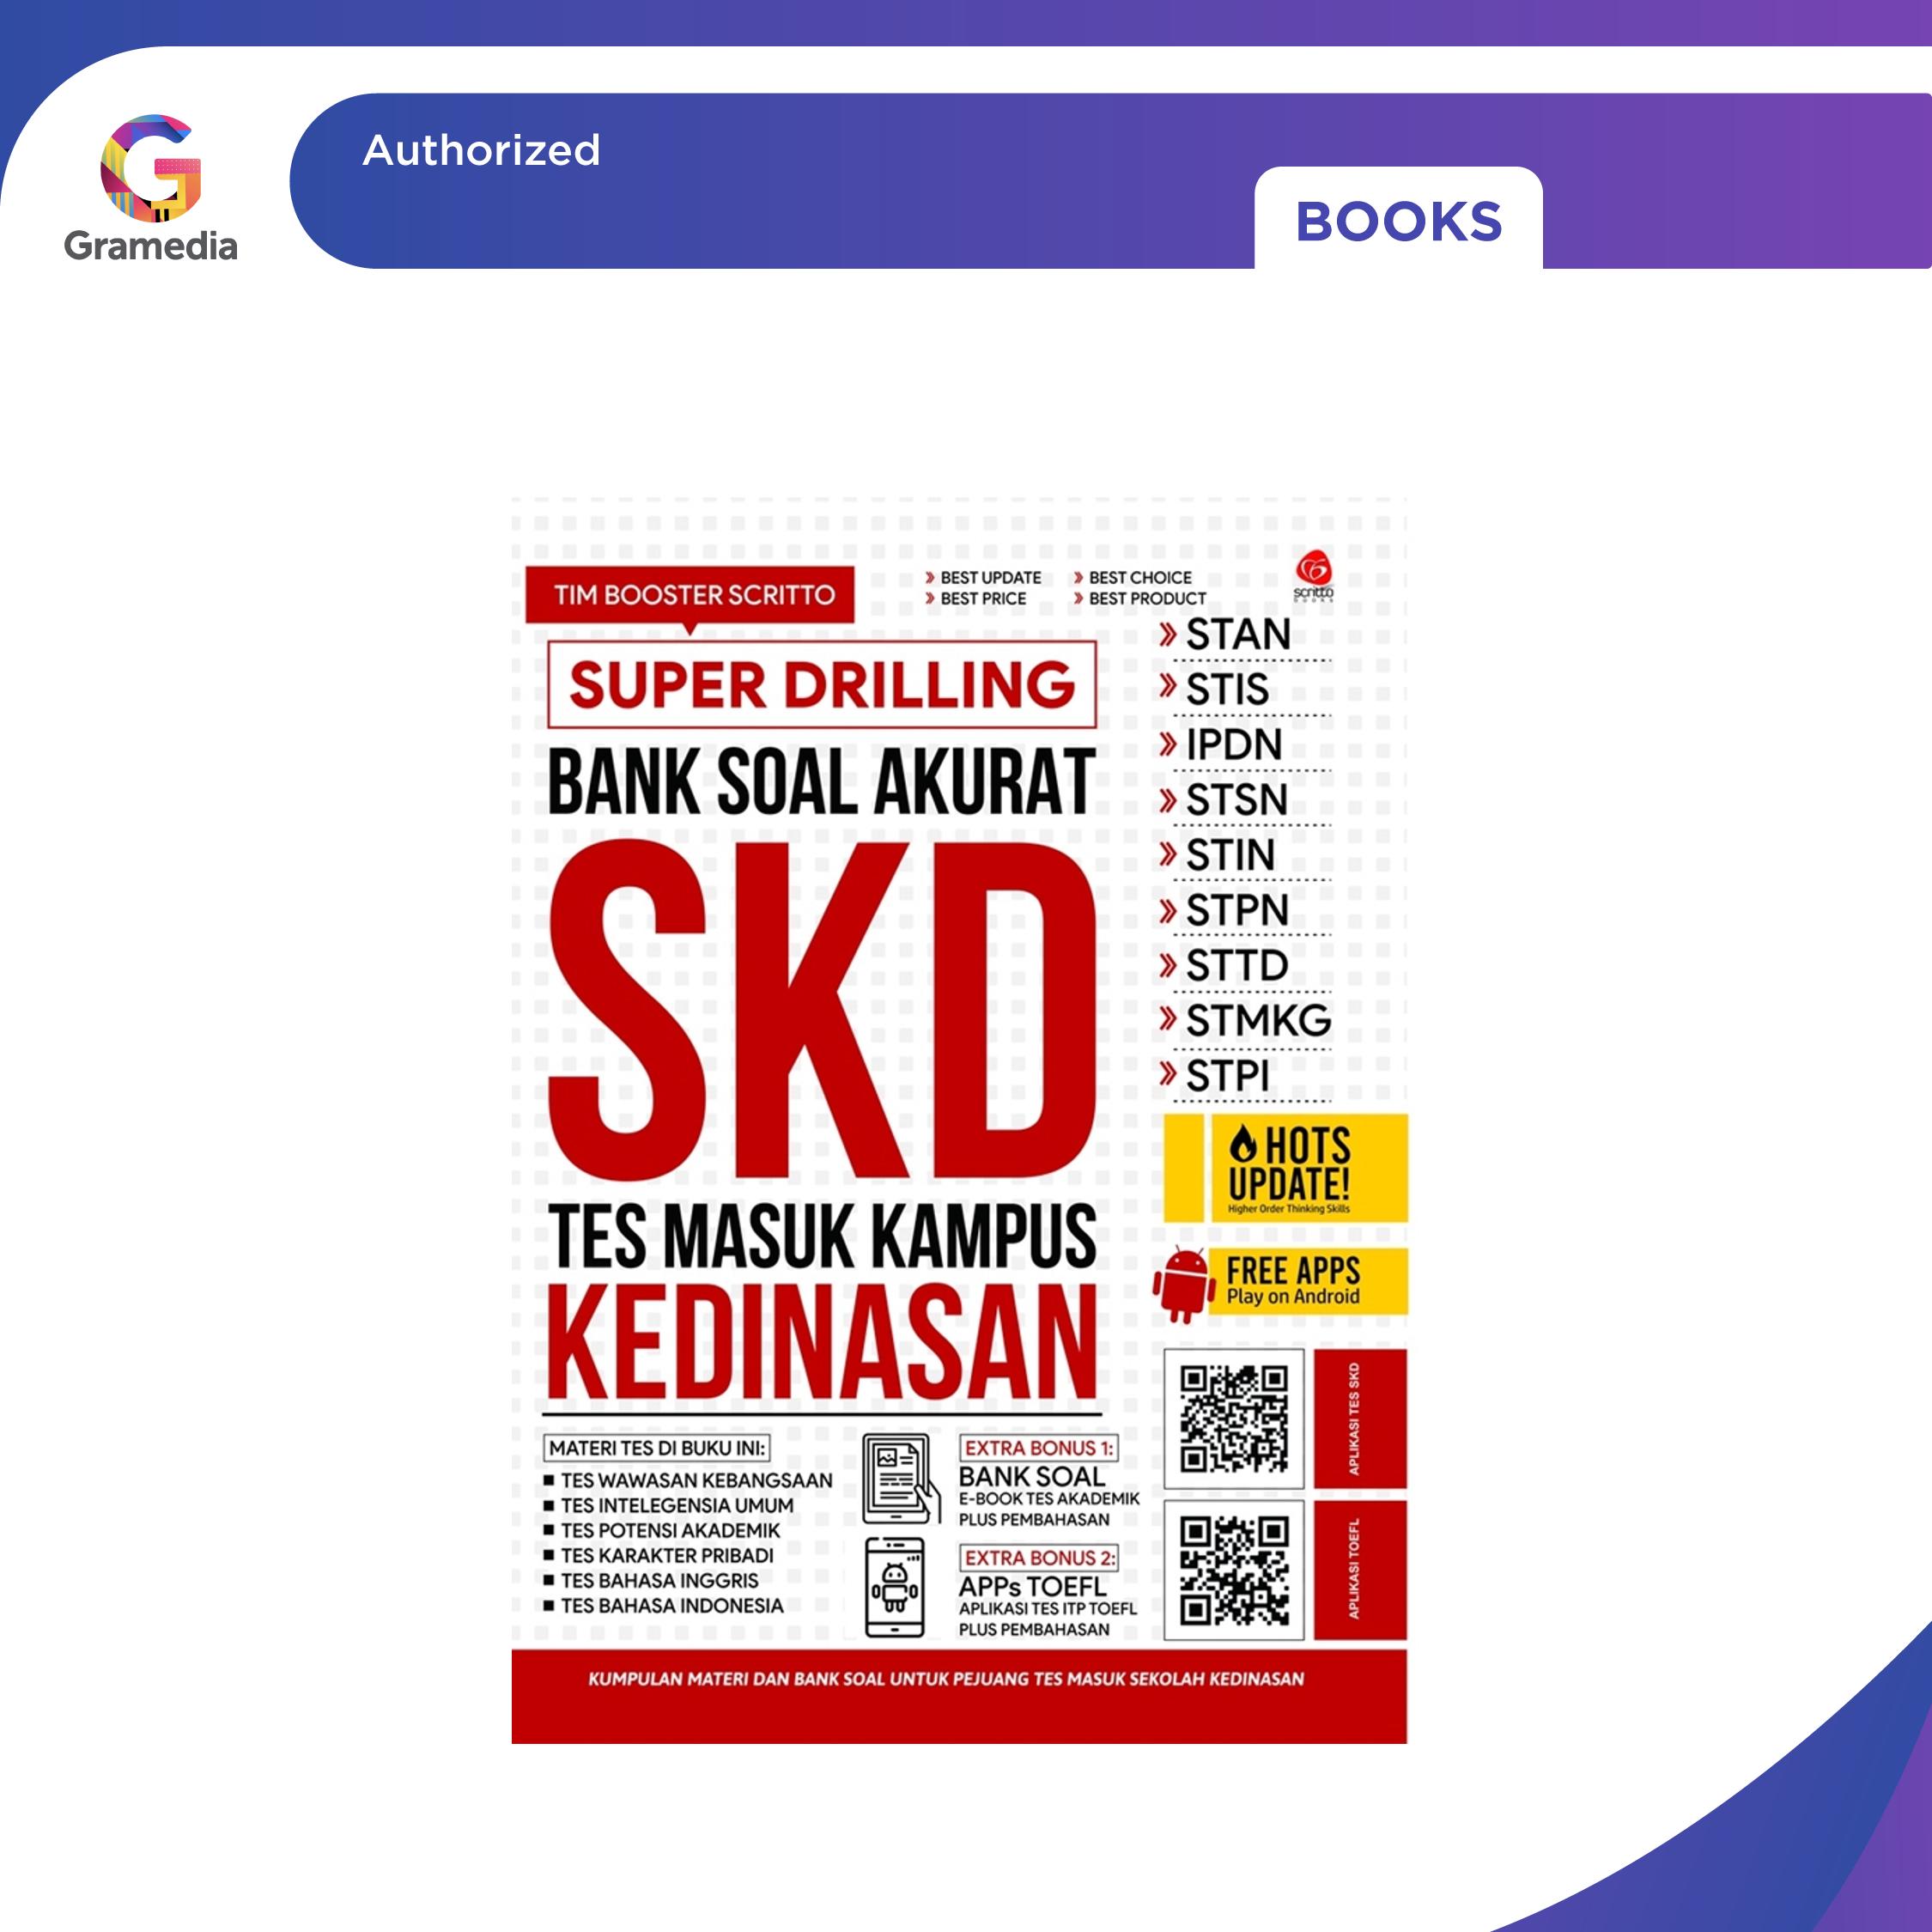 Gramedia
Authorized
BOOKS
TIM BOOSTER SCRITTO
BEST UPDATE
BEST PRICE
BEST CHOICE
BEST PRODUCT
scritto
BOOKS
SUPER DRILLING
BANK SOAL AKURAT
SKD
TES MASUK KAMPUS
KEDINASAN
STAN
STIS
IPDN
STSN
STIN
STPN
STTD
STMKG
STPI
HOTS
UPDATE!
Higher Order Thinking Skills
FREE APPS
Play on Android
APLIKASI TES SKD
APLIKASI TOEFL
MATERI TES DI BUKU INI:
TES WAWASAN KEBANGSAAN
TES INTELEGENSIA UMUM
TES POTENSI AKADEMIK
TES KARAKTER PRIBADI
TES BAHASA INGGRIS
TES BAHASA INDONESIA
EXTRA BONUS 1:
BANK SOAL
E-BOOK TES AKADEMIK
PLUS PEMBAHASAN
EXTRA BONUS 2:
APPs TOEFL
APLIKASI TES ITP TOEFL
PLUS PEMBAHASAN
KUMPULAN MATERI DAN BANK SOAL UNTUK PEJUANG TES MASUK SEKOLAH KEDINASAN